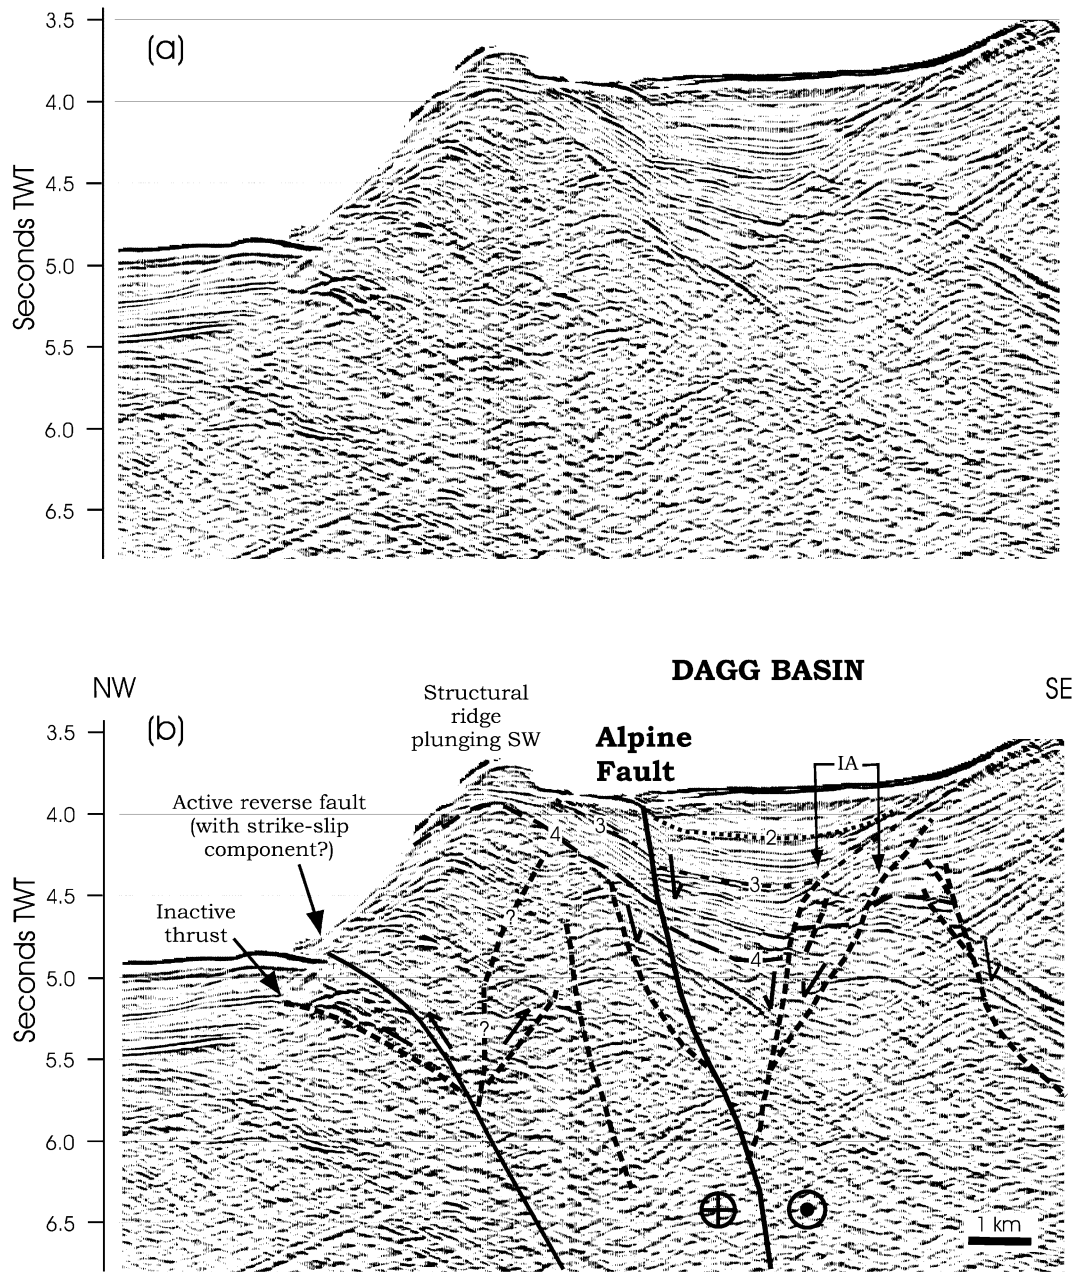 3.5
(a)
4.0
4.5
Seconds TWT
5.0
5.5
6.0
6.5
DAGG BASIN
NW
SE
Structural
ridge
plunging SW
3.5
(b)
Alpine
Fault
IA
Active reverse fault
(with strike-slip
component?)
4.0
4
3
2
3
4.5
Inactive
thrust
?
4
Seconds TWT
5.0
?
5.5
6.0
6.5
1 km